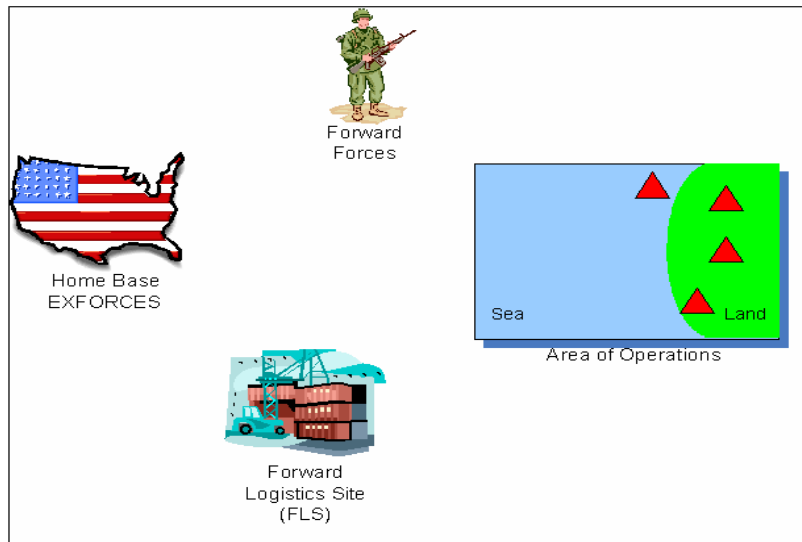 Forward
Forces
Home Base
EXFORCES
Sea
Land
Area of Operations
Forward
Logistics Site
(FLS)